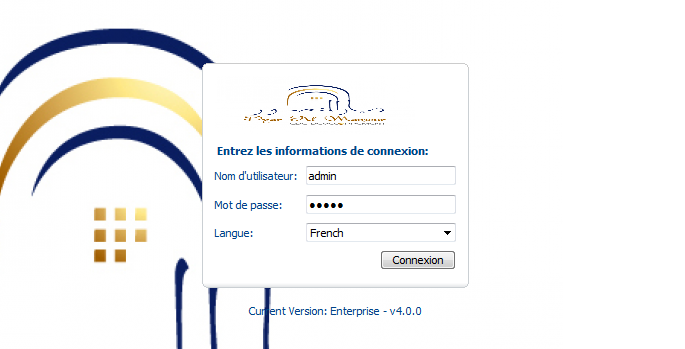 Entrez les informations de connexion:
Nom d'utilisateur: admin
Mot de passe: •••••
Langue: French
Connexion
Current Version: Enterprise - v4.0.0